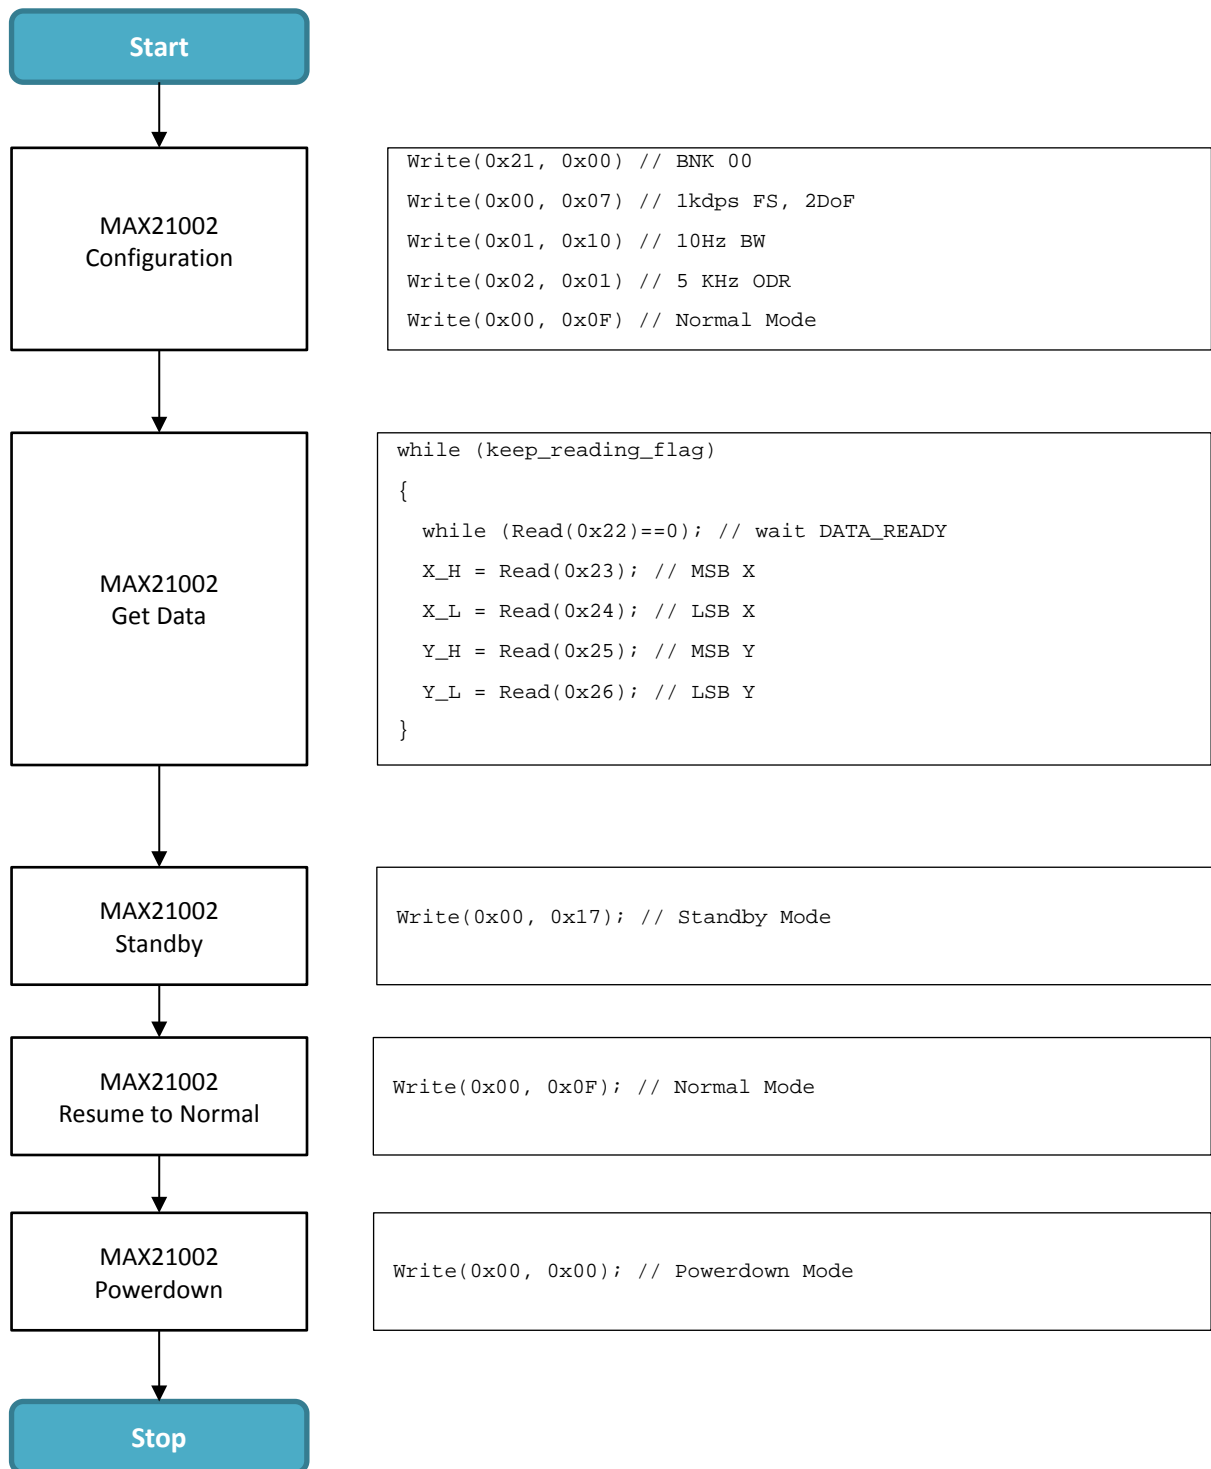 Start
MAX21002
Configuration
Write(0x21, 0x00) // BNK 00
Write(0x00, 0x07) // 1kdps FS, 2DoF
Write(0x01, 0x10) // 10Hz BW
Write(0x02, 0x01) // 5 KHz ODR
Write(0x00, 0x0F) // Normal Mode
MAX21002
Get Data
while (keep_reading_flag)
{
while (Read(0x22)==0); // wait DATA_READY
X_H = Read(0x23); // MSB X
X_L = Read(0x24); // LSB X
Y_H = Read(0x25); // MSB Y
Y_L = Read(0x26); // LSB Y
}
MAX21002
Standby
Write(0x00, 0x17); // Standby Mode
MAX21002
Resume to Normal
Write(0x00, 0x0F); // Normal Mode
MAX21002
Powerdown
Write(0x00, 0x00); // Powerdown Mode
Stop